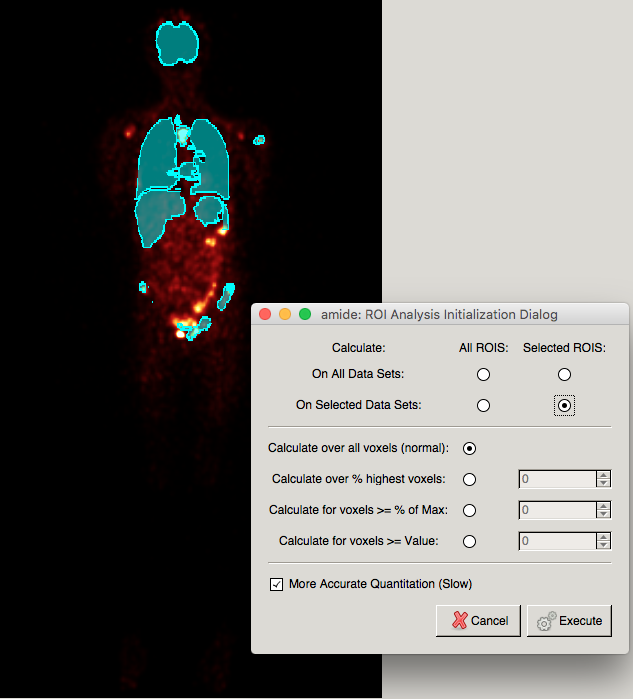 amide: ROI Analysis Initialization Dialog
Calculate: All ROIS: Selected ROIS:
On All Data Sets:
On Selected Data Sets:
Calculate over all voxels (normal):
Calculate over % highest voxels: 0
Calculate for voxels >= % of Max: 0
Calculate for voxels >= Value: 0
More Accurate Quantitation (Slow)
Cancel Execute